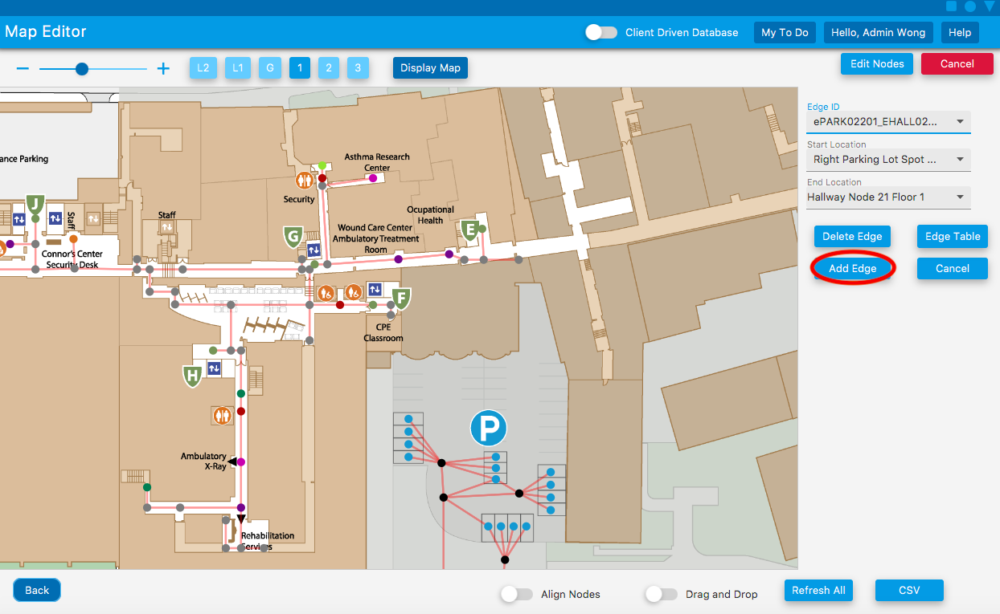 Map Editor
Client Driven Database
My To Do
Hello, Admin Wong
Help
L2
L1
G
1
2
3
Display Map
Edit Nodes
Cancel
Edge ID
ePARK02201_EHALL02...
Start Location
Right Parking Lot Spot ...
End Location
Hallway Node 21 Floor 1
Delete Edge
Edge Table
Add Edge
Cancel
ance Parking
Asthma Research
Center
Security
J
Staff
Staff
Occupational
Health
Wound Care Center
Ambulatory Treatment
Room
G
E
Connor's Center
Security Desk
F
CPE
Classroom
H
P
Ambulatory
X-Ray
Rehabilitation
Services
Back
Align Nodes
Drag and Drop
Refresh All
CSV